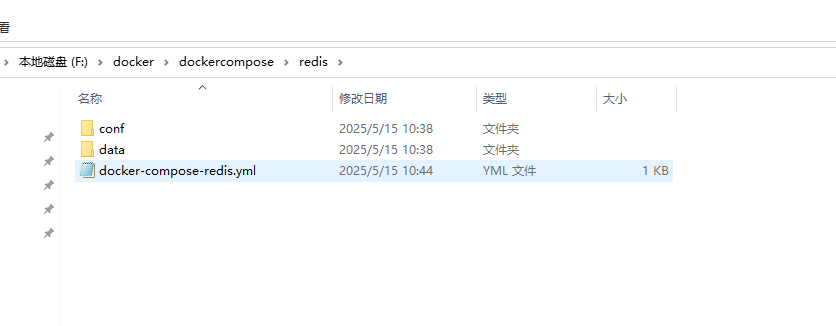 看
本地磁盘 (F:) › docker › dockercompose › redis ›
名称 修改日期 类型 大小
conf 2025/5/15 10:38 文件夹
data 2025/5/15 10:38 文件夹
docker-compose-redis.yml 2025/5/15 10:44 YML 文件 1 KB